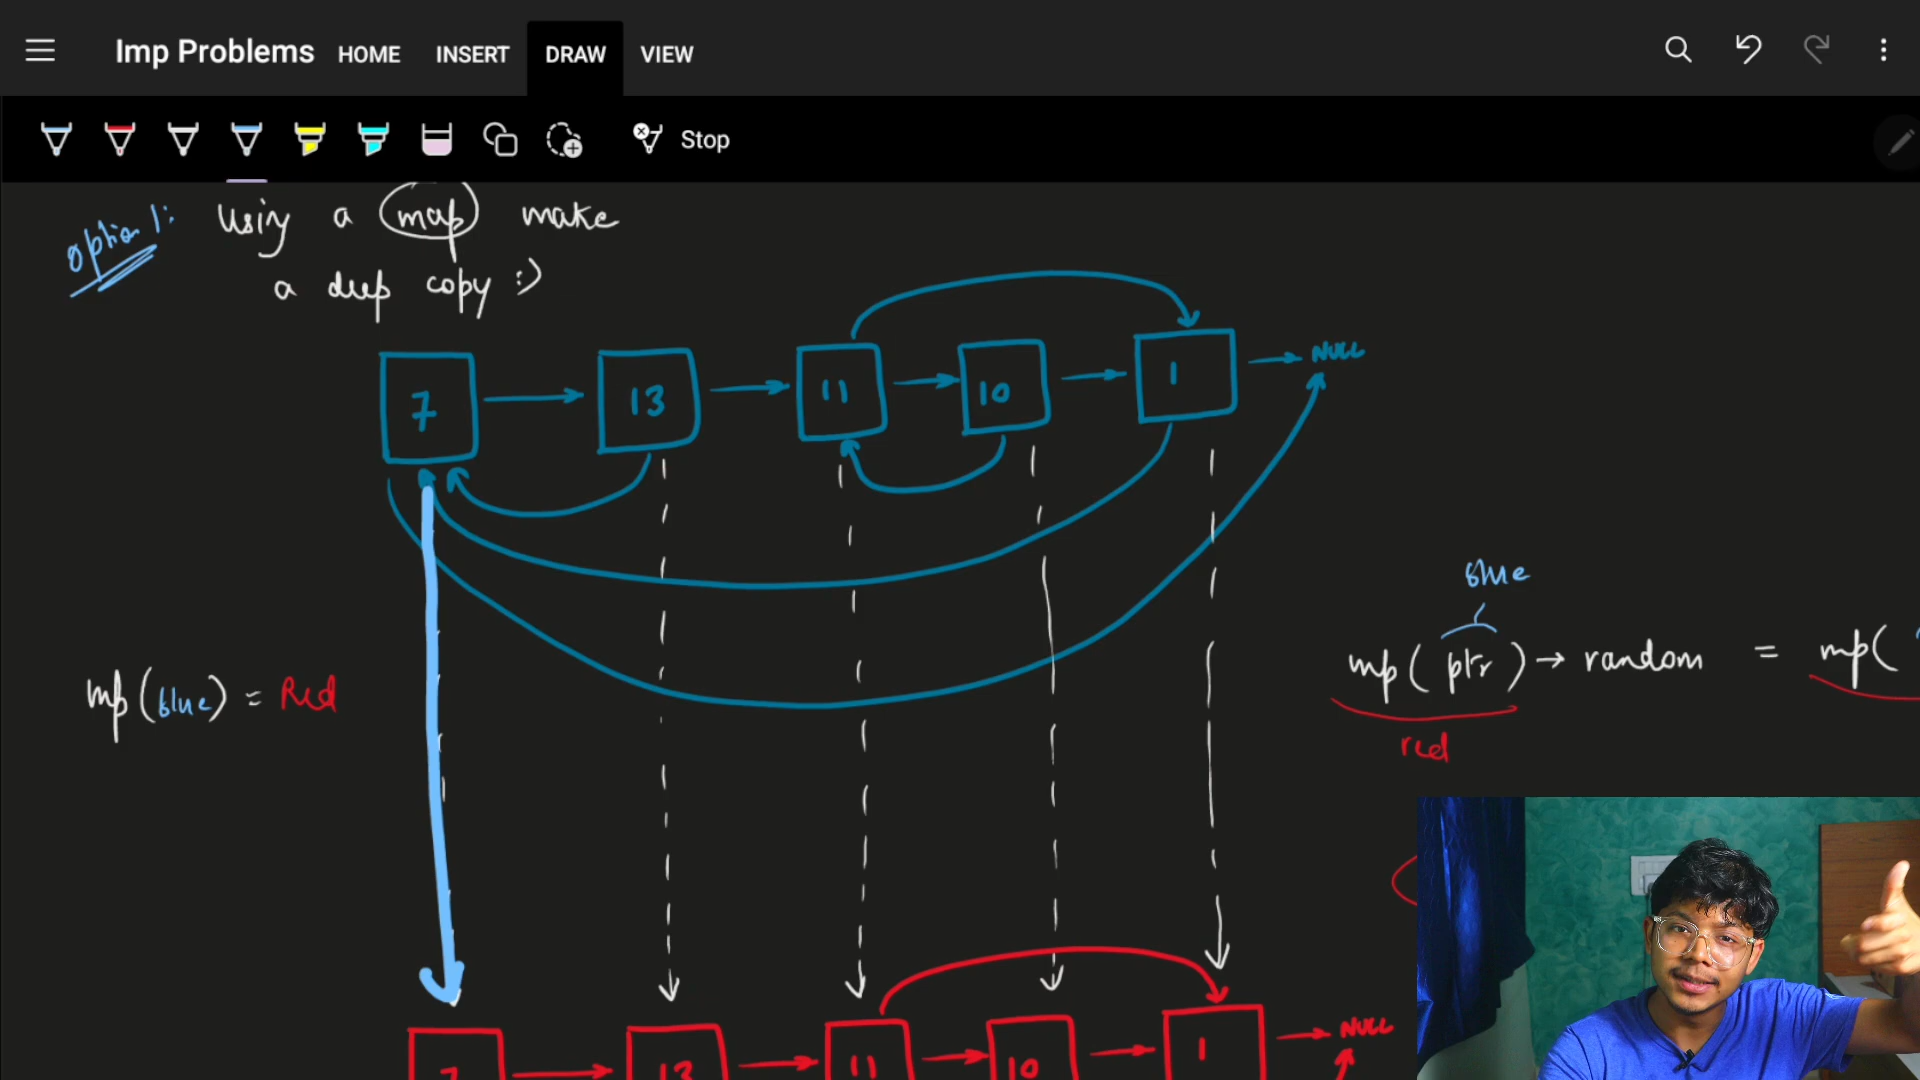 Imp Problems HOME INSERT DRAW VIEW
Stop
option 1: Using a map make
a deep copy :)
7 13 11 10 1 NULL
blue
mp(ptr) → random = mp(
mp(blue) = Red
red
7 13 11 10 1 NULL